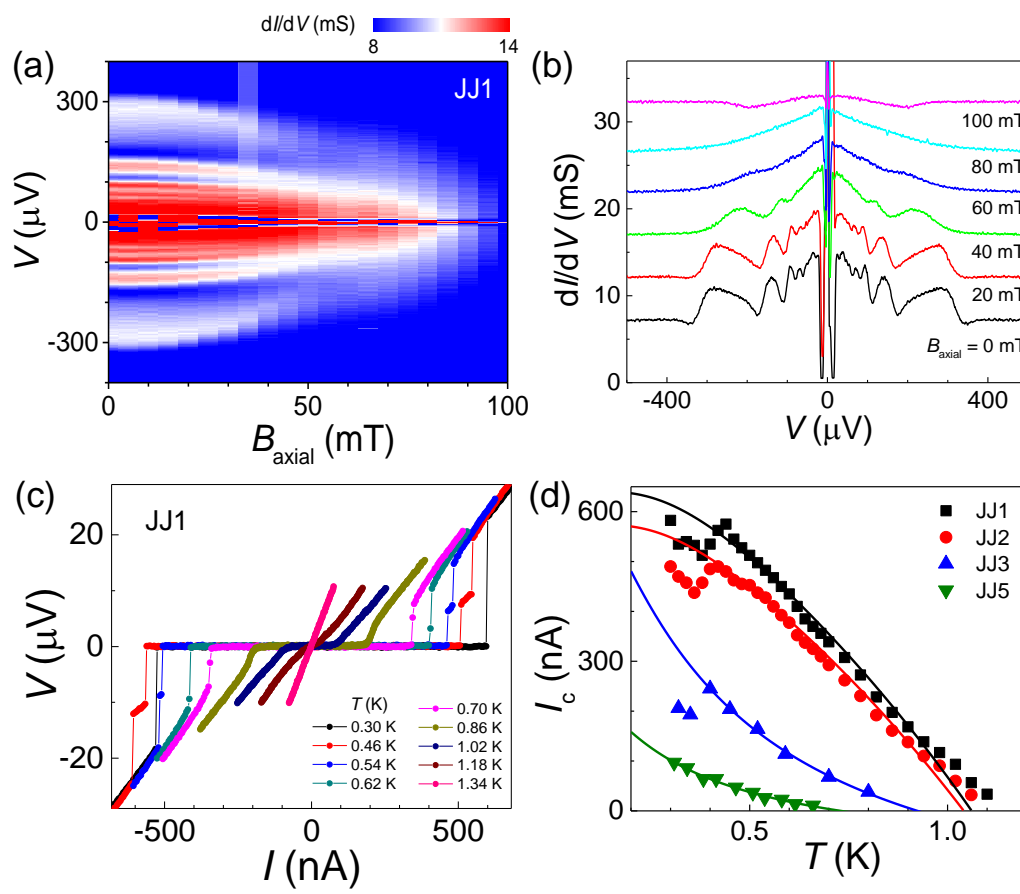 dI/dV (mS)
8 14
(a)
JJ1
300
0
-300
V (μV)
0 50 100
B_axial (mT)
(b)
30
20
10
0
dI/dV (mS)
100 mT
80 mT
60 mT
40 mT
20 mT
B_axial = 0 mT
-400 0 400
V (μV)
(c)
JJ1
20
0
-20
V (μV)
T (K)
0.30 K
0.46 K
0.54 K
0.62 K
0.70 K
0.86 K
1.02 K
1.18 K
1.34 K
-500 0 500
I (nA)
(d)
600
300
0
I_c (nA)
JJ1
JJ2
JJ3
JJ5
0.5 1.0
T (K)